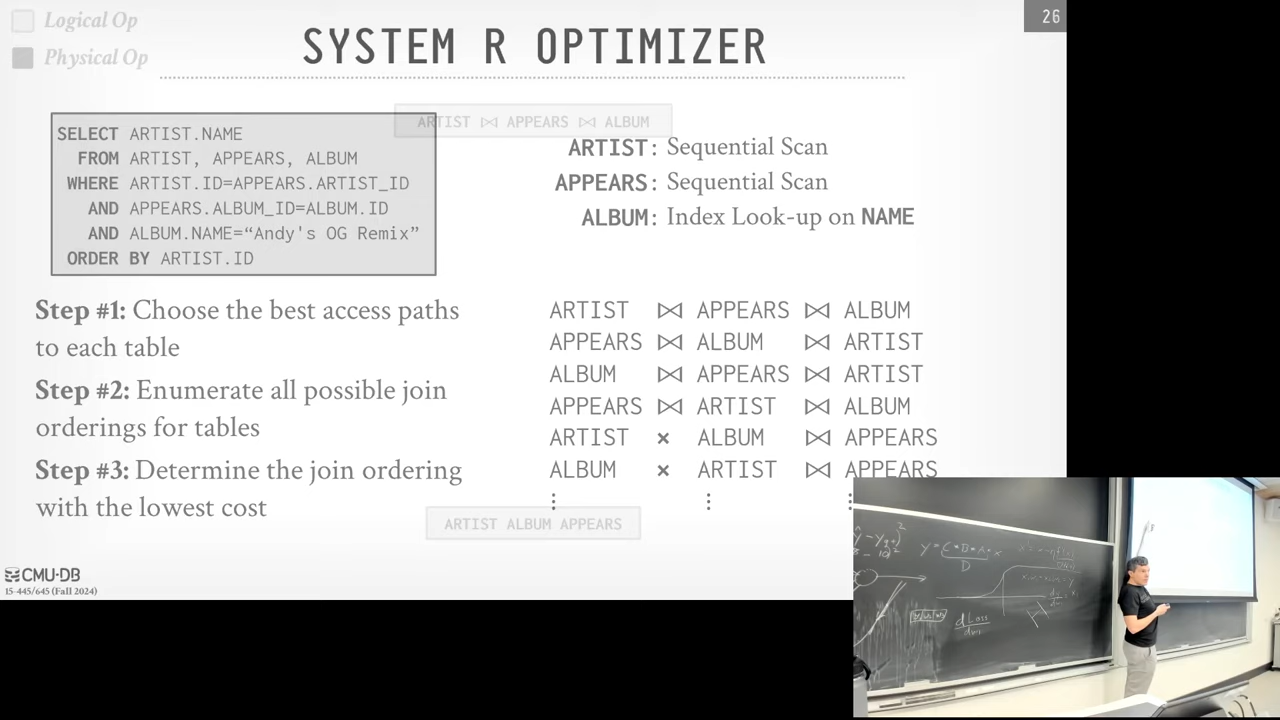 Logical Op
Physical Op
SYSTEM R OPTIMIZER
26
SELECT ARTIST.NAME
FROM ARTIST, APPEARS, ALBUM
WHERE ARTIST.ID=APPEARS.ARTIST_ID
AND APPEARS.ALBUM_ID=ALBUM.ID
AND ALBUM.NAME=“Andy's OG Remix”
ORDER BY ARTIST.ID
ARTIST ⋈ APPEARS ⋈ ALBUM
ARTIST: Sequential Scan
APPEARS: Sequential Scan
ALBUM: Index Look-up on NAME
Step #1: Choose the best access paths
to each table
Step #2: Enumerate all possible join
orderings for tables
Step #3: Determine the join ordering
with the lowest cost
ARTIST ⋈ APPEARS ⋈ ALBUM
APPEARS ⋈ ALBUM ⋈ ARTIST
ALBUM ⋈ APPEARS ⋈ ARTIST
APPEARS ⋈ ARTIST ⋈ ALBUM
ARTIST × ALBUM ⋈ APPEARS
ALBUM × ARTIST ⋈ APPEARS
⋮ ⋮ ⋮
ARTIST ALBUM APPEARS
CMU·DB
15-445/645 (Fall 2024)
d Loss